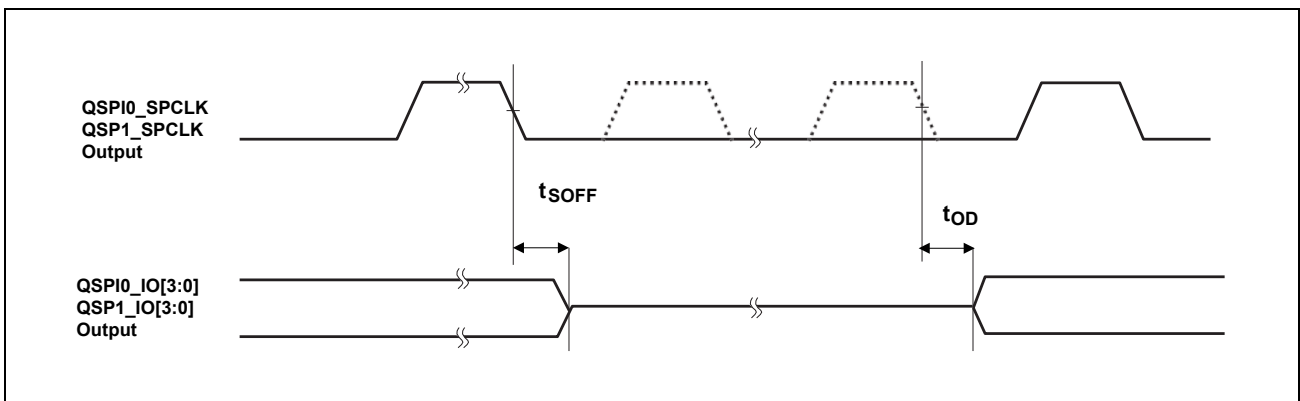 QSPI0_SPCLK
QSP1_SPCLK
Output
tSOFF
tOD
QSPI0_IO[3:0]
QSP1_IO[3:0]
Output